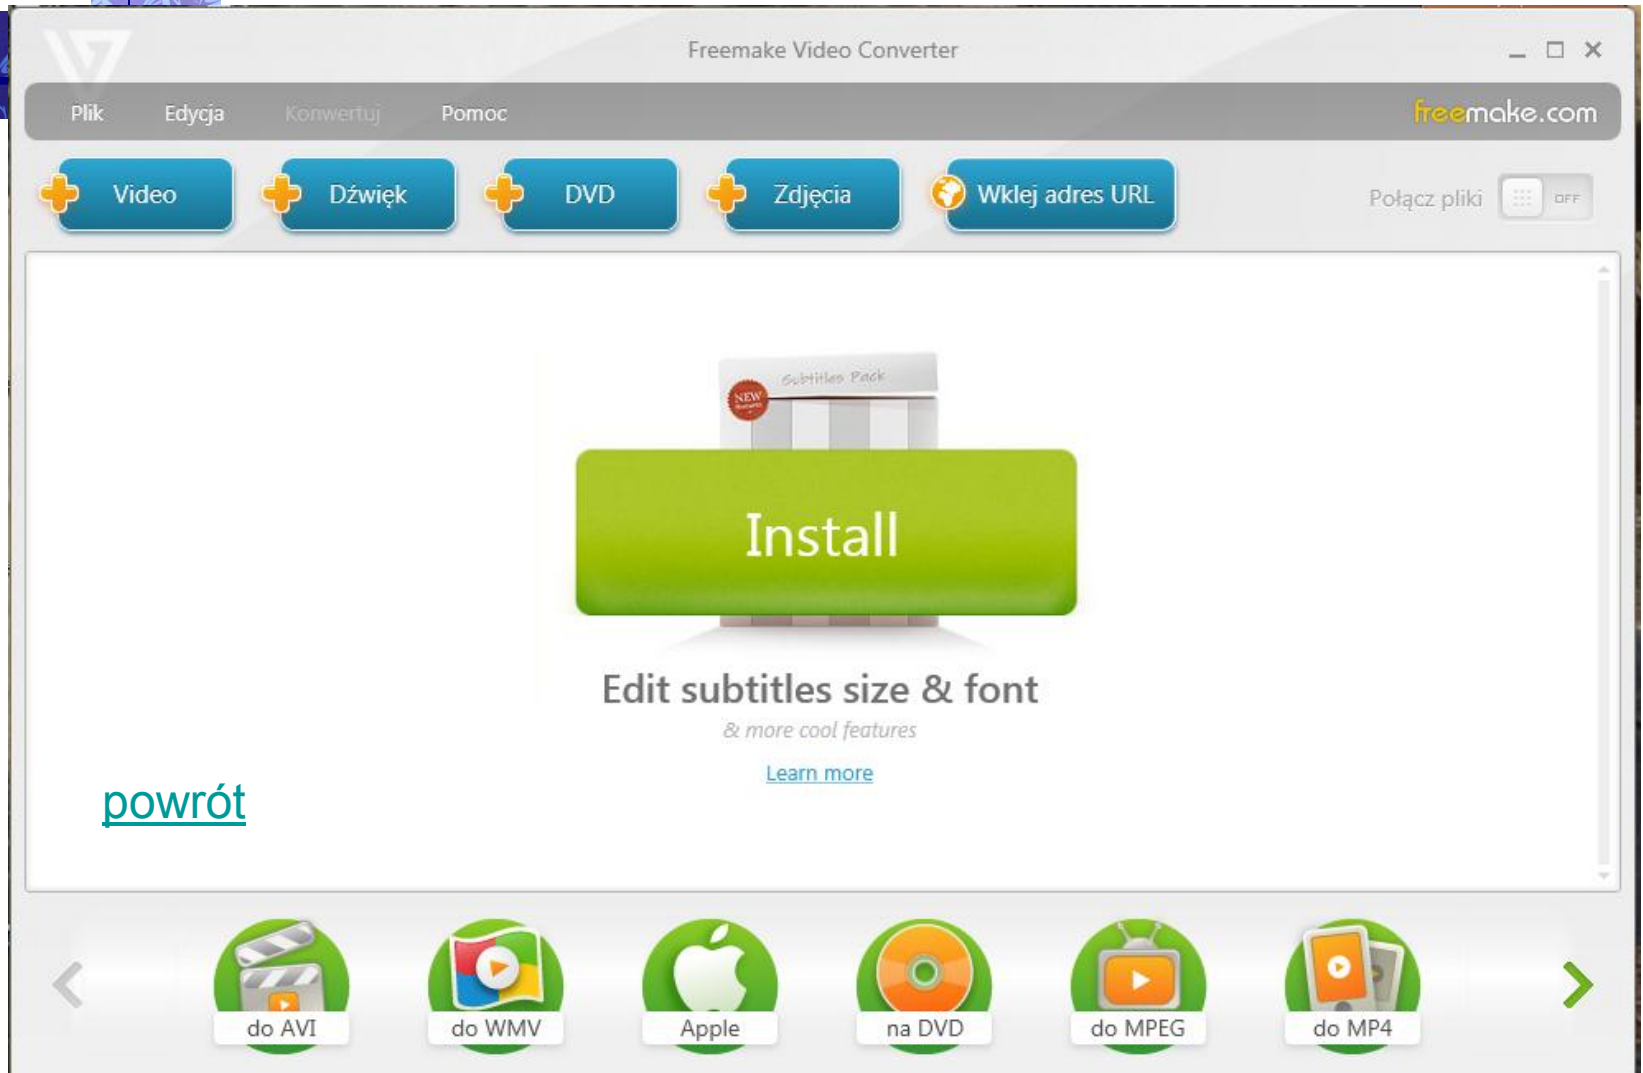 Freemake Video Converter
Plik Edycja Konwertuj Pomoc freemake.com
Video Dźwięk DVD Zdjęcia Wklej adres URL Połącz pliki OFF
Subtitles Pack
NEW
Install
Edit subtitles size & font
& more cool features
Learn more
powrót
do AVI do WMV Apple na DVD do MPEG do MP4